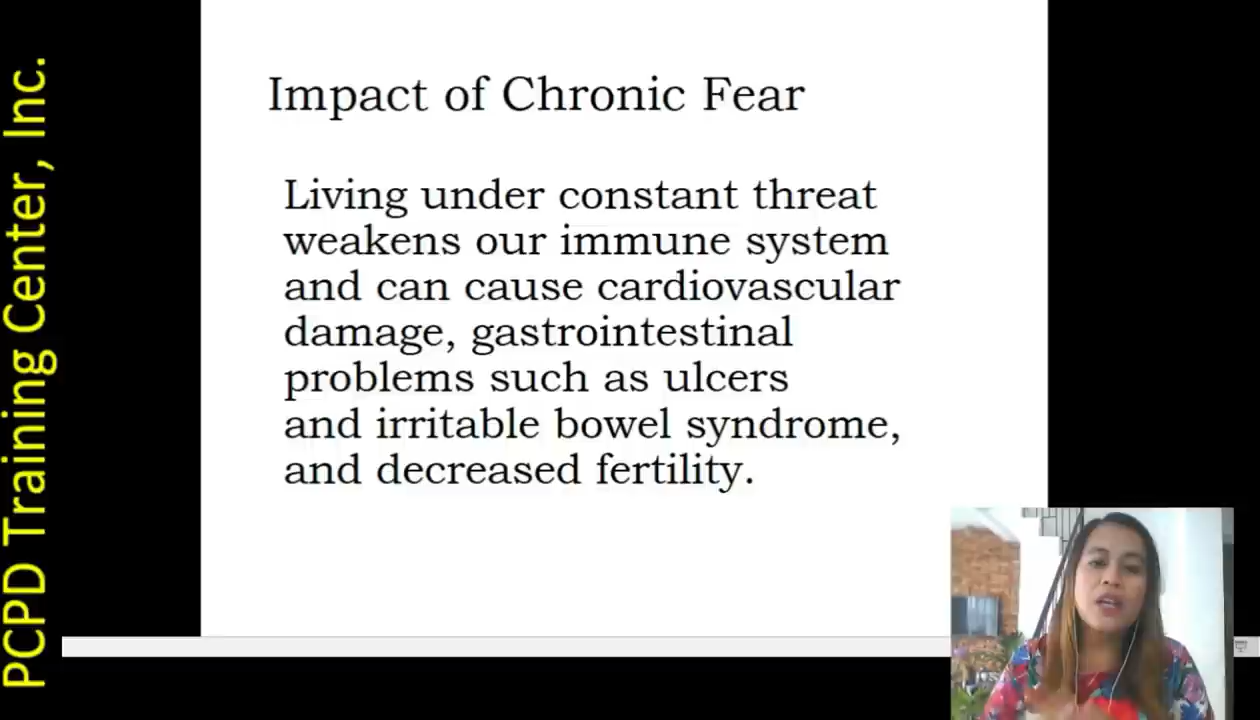 PCPD Training Center, Inc.
Impact of Chronic Fear
Living under constant threat
weakens our immune system
and can cause cardiovascular
damage, gastrointestinal
problems such as ulcers
and irritable bowel syndrome,
and decreased fertility.